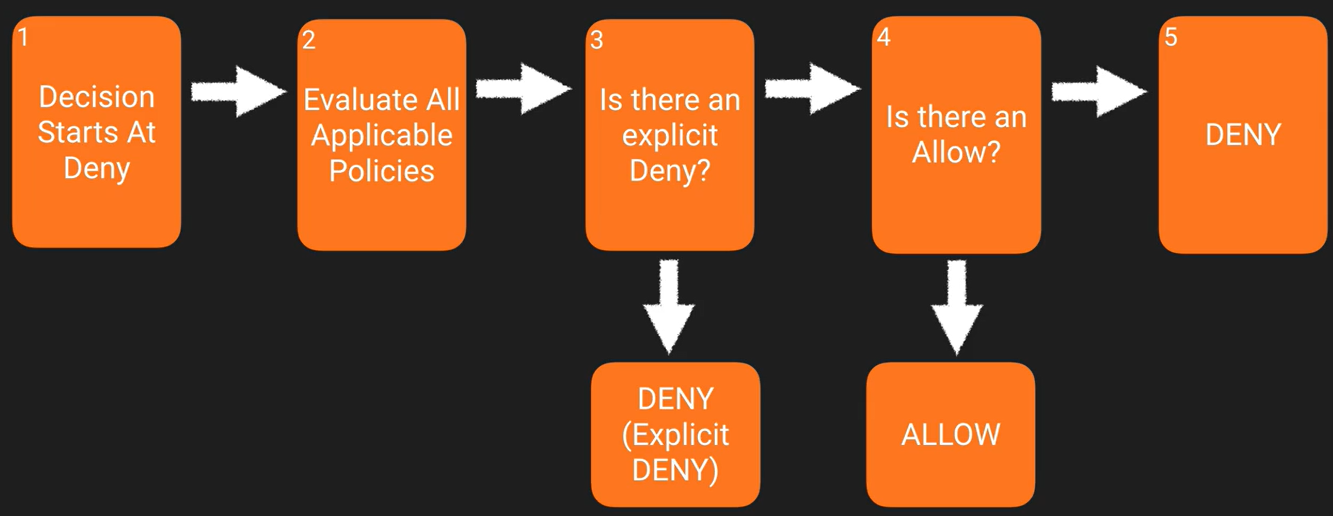 1
Decision
Starts At
Deny
2
Evaluate All
Applicable
Policies
3
Is there an
explicit
Deny?
4
Is there an
Allow?
5
DENY
DENY
(Explicit
DENY)
ALLOW